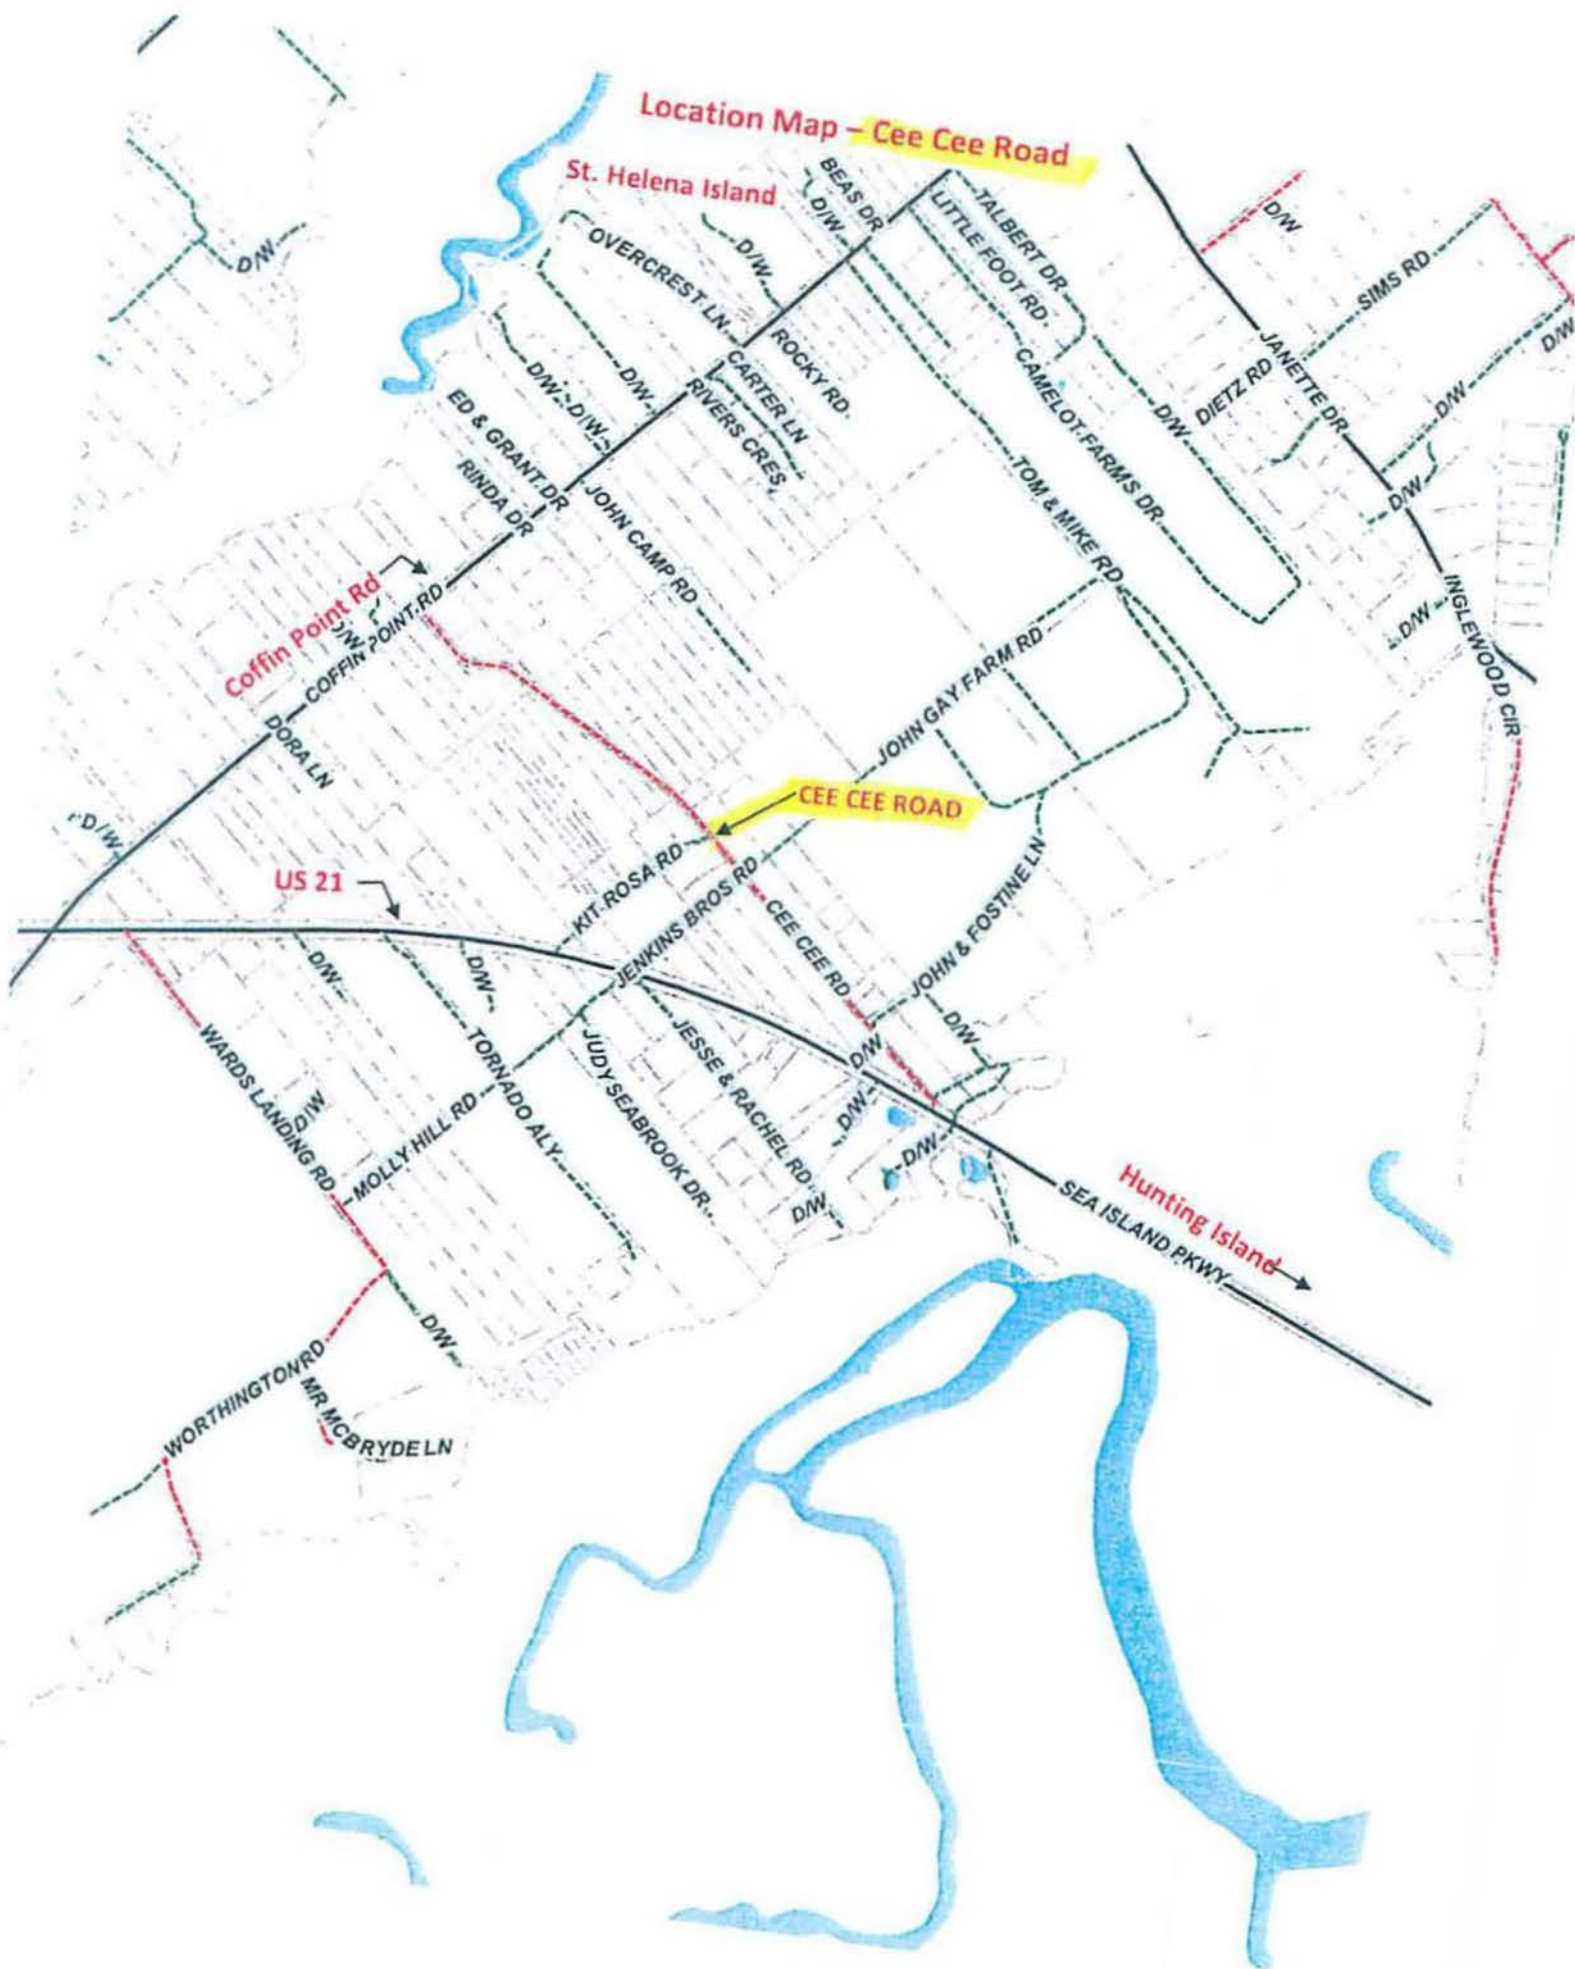 Location Map – Cee Cee Road
St. Helena Island
BEAS DR
D/W
LITTLE FOOT RD
TALBERT DR
D/W
SIMS RD
D/W
OVERCREST LN
D/W
D/W
JANETTE DR
DIETZ RD
D/W
ROCKY RD
CARTER LN
RIVERS CRES
D/W
D/W
D/W
CAMELOT FARMS DR
D/W
D/W
ED & GRANT DR
RINDA DR
JOHN CAMP RD
TOM & MIKE RD
Coffin Point Rd
D/W
COFFIN POINT RD
INGLEWOOD CIR
D/W
JOHN GAY FARM RD
DORA LN
CEE CEE ROAD
D/W
US 21
KIT ROSA RD
JENKINS BROS RD
CEE CEE RD
JOHN & FOSTINE LN
D/W
D/W
D/W
D/W
WARDS LANDING RD
D/W
TORNADO ALY
JUDY SEABROOK DR
JESSE & RACHEL RD
D/W
D/W
D/W
MOLLY HILL RD
SEA ISLAND PKWY
Hunting Island
D/W
WORTHINGTON RD
MR MCBRYDE LN